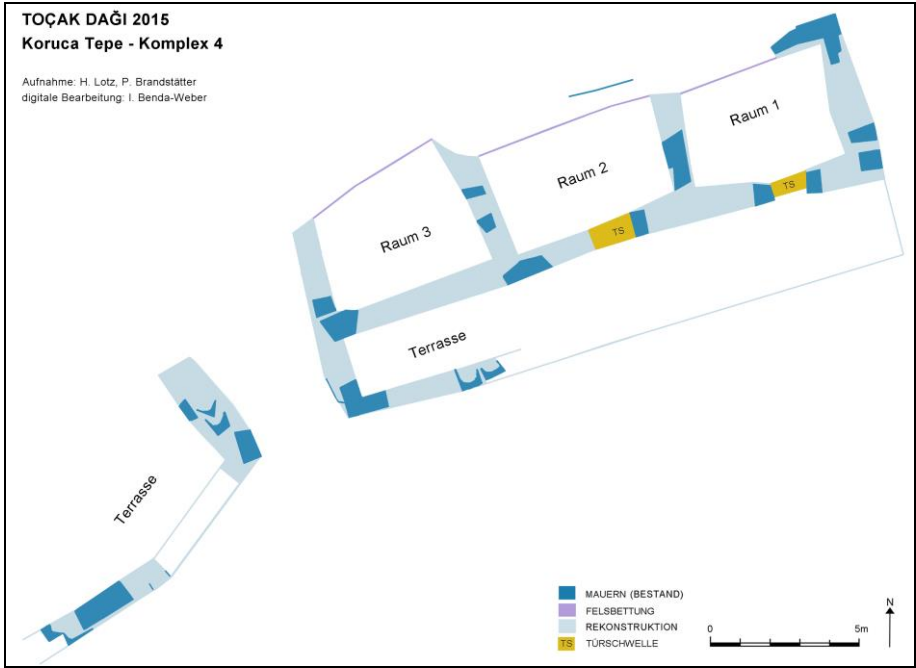 TOÇAK DAĞI 2015
Koruca Tepe - Komplex 4
Aufnahme: H. Lotz, P. Brandstätter
digitale Bearbeitung: I. Benda-Weber
Raum 1
Raum 2
Raum 3
TS
TS
Terrasse
Terrasse
MAUERN (BESTAND)
FELSBETTUNG
REKONSTRUKTION
TS TÜRSCHWELLE
0 5m
N